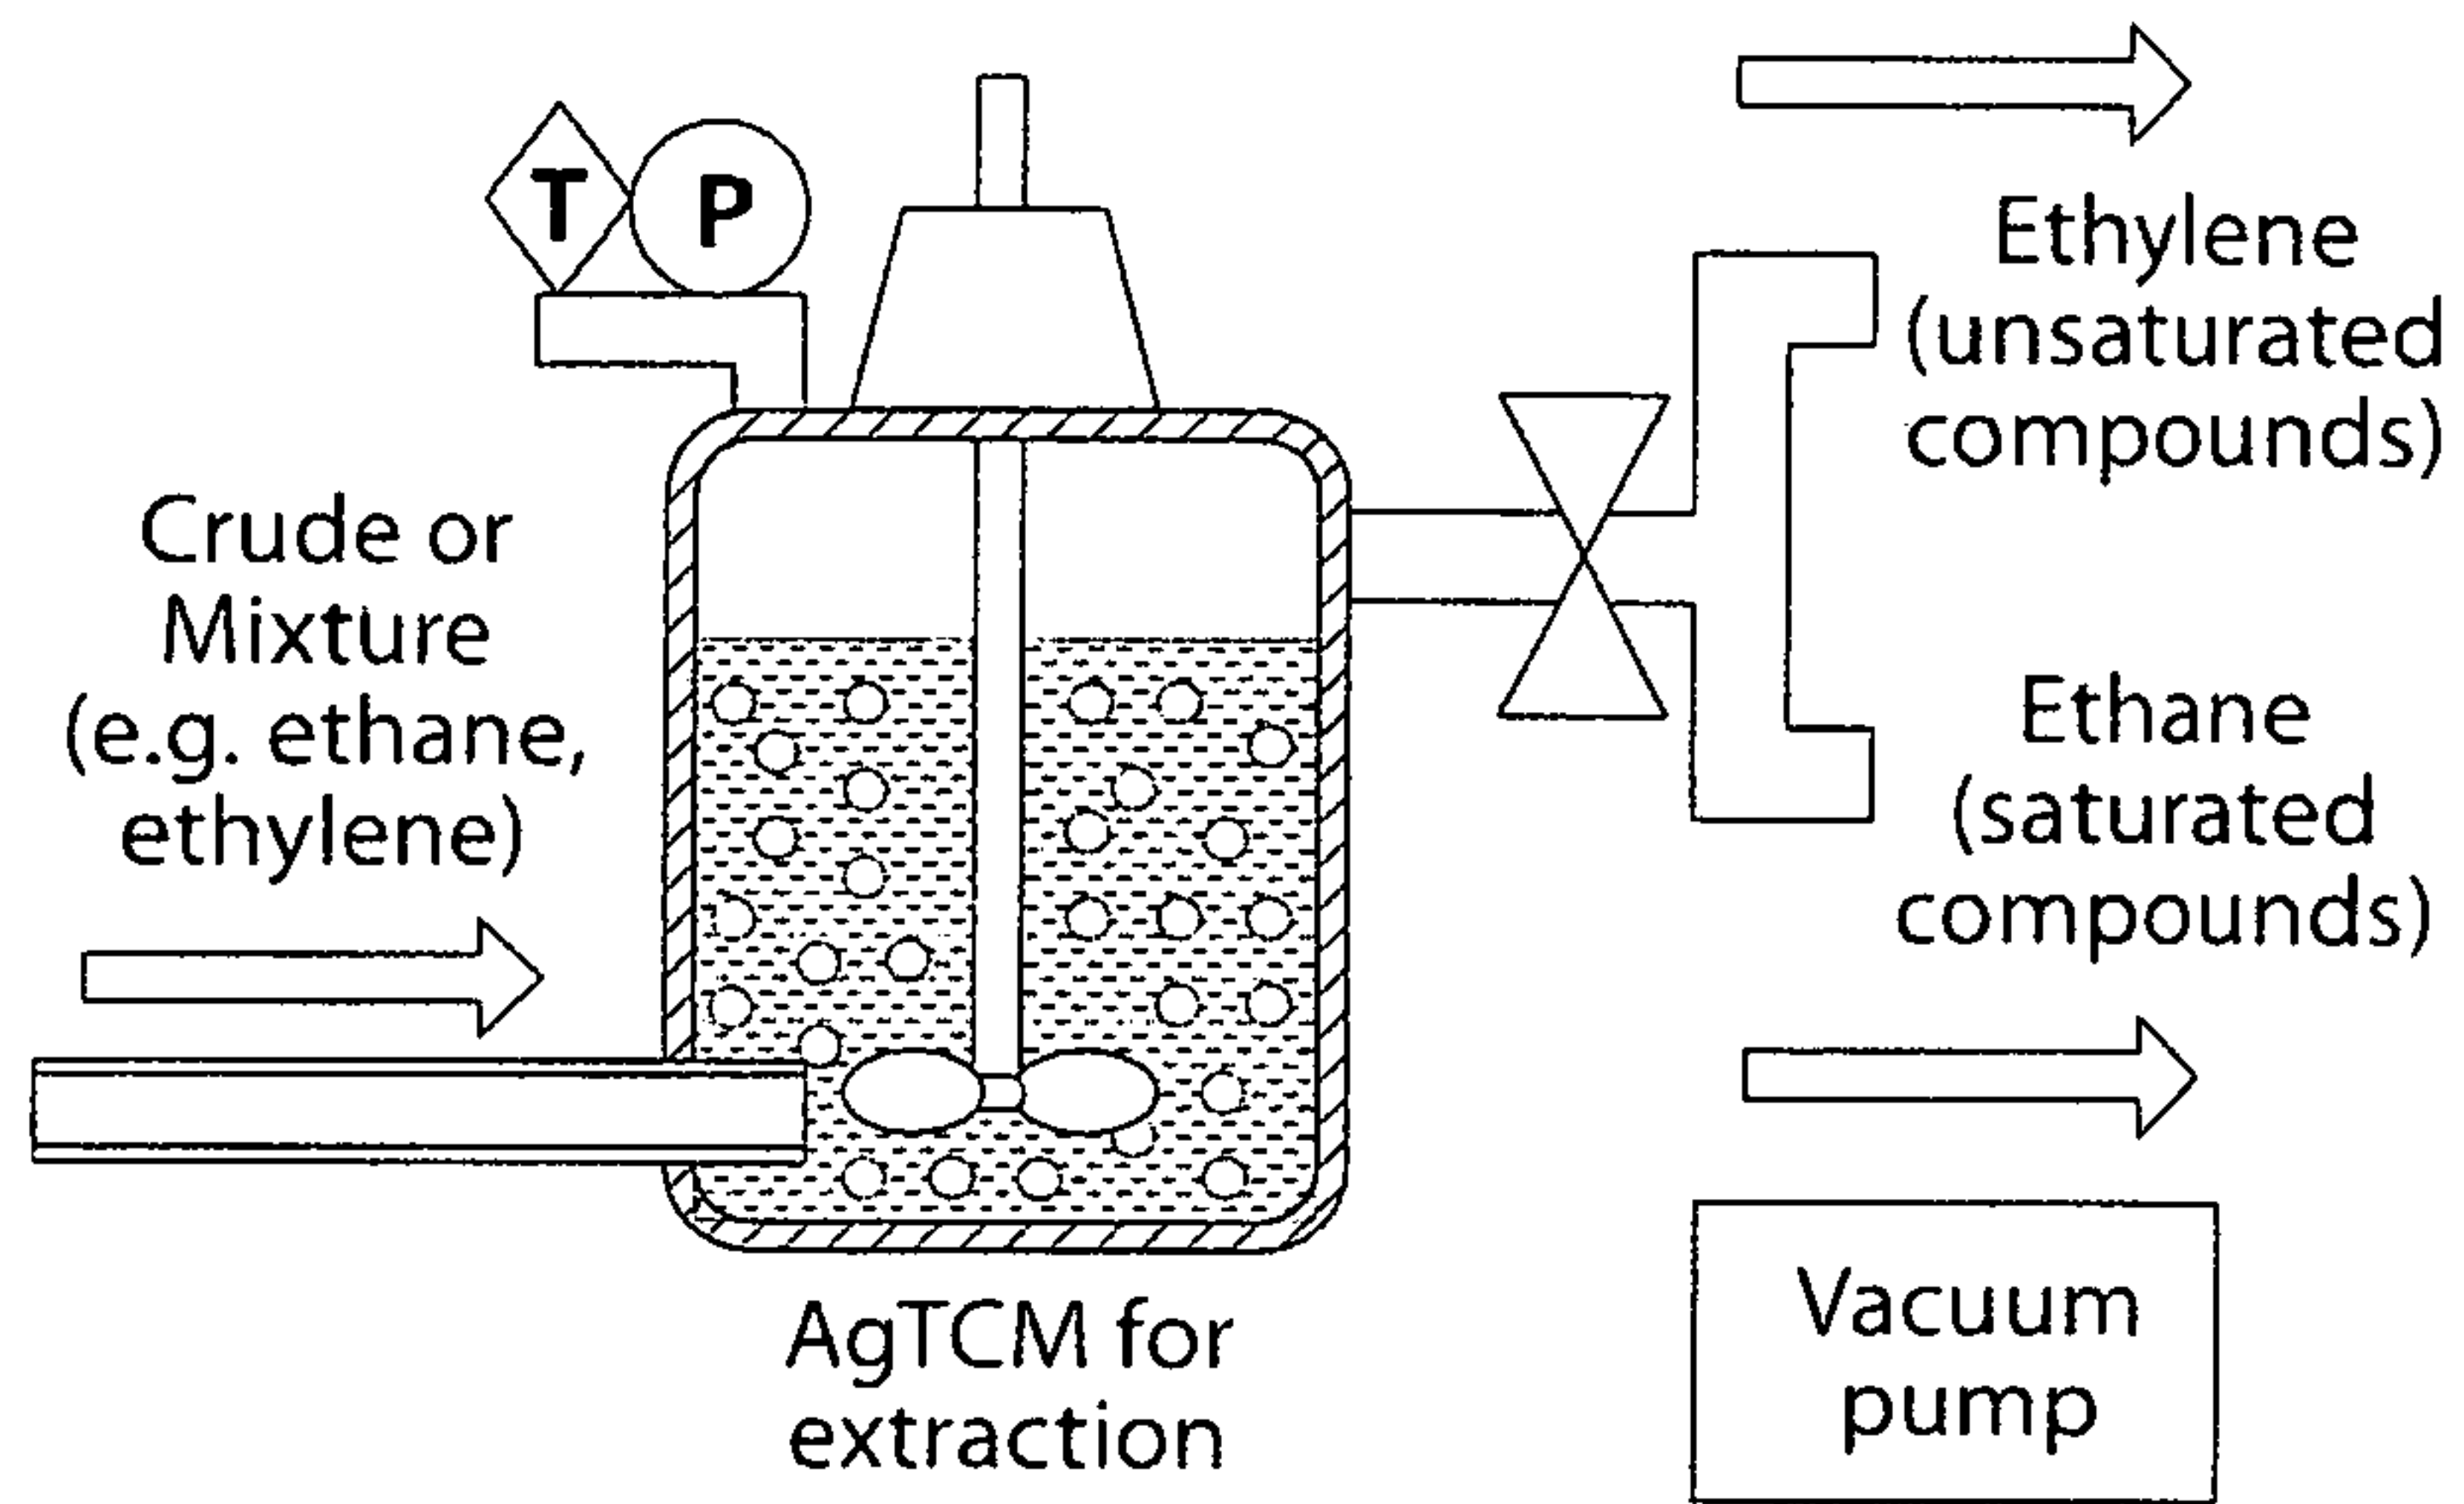 T
P
Crude or
Mixture
(e.g. ethane,
ethylene)
Ethylene
(unsaturated
compounds)
Ethane
(saturated
compounds)
AgTCM for
extraction
Vacuum
pump